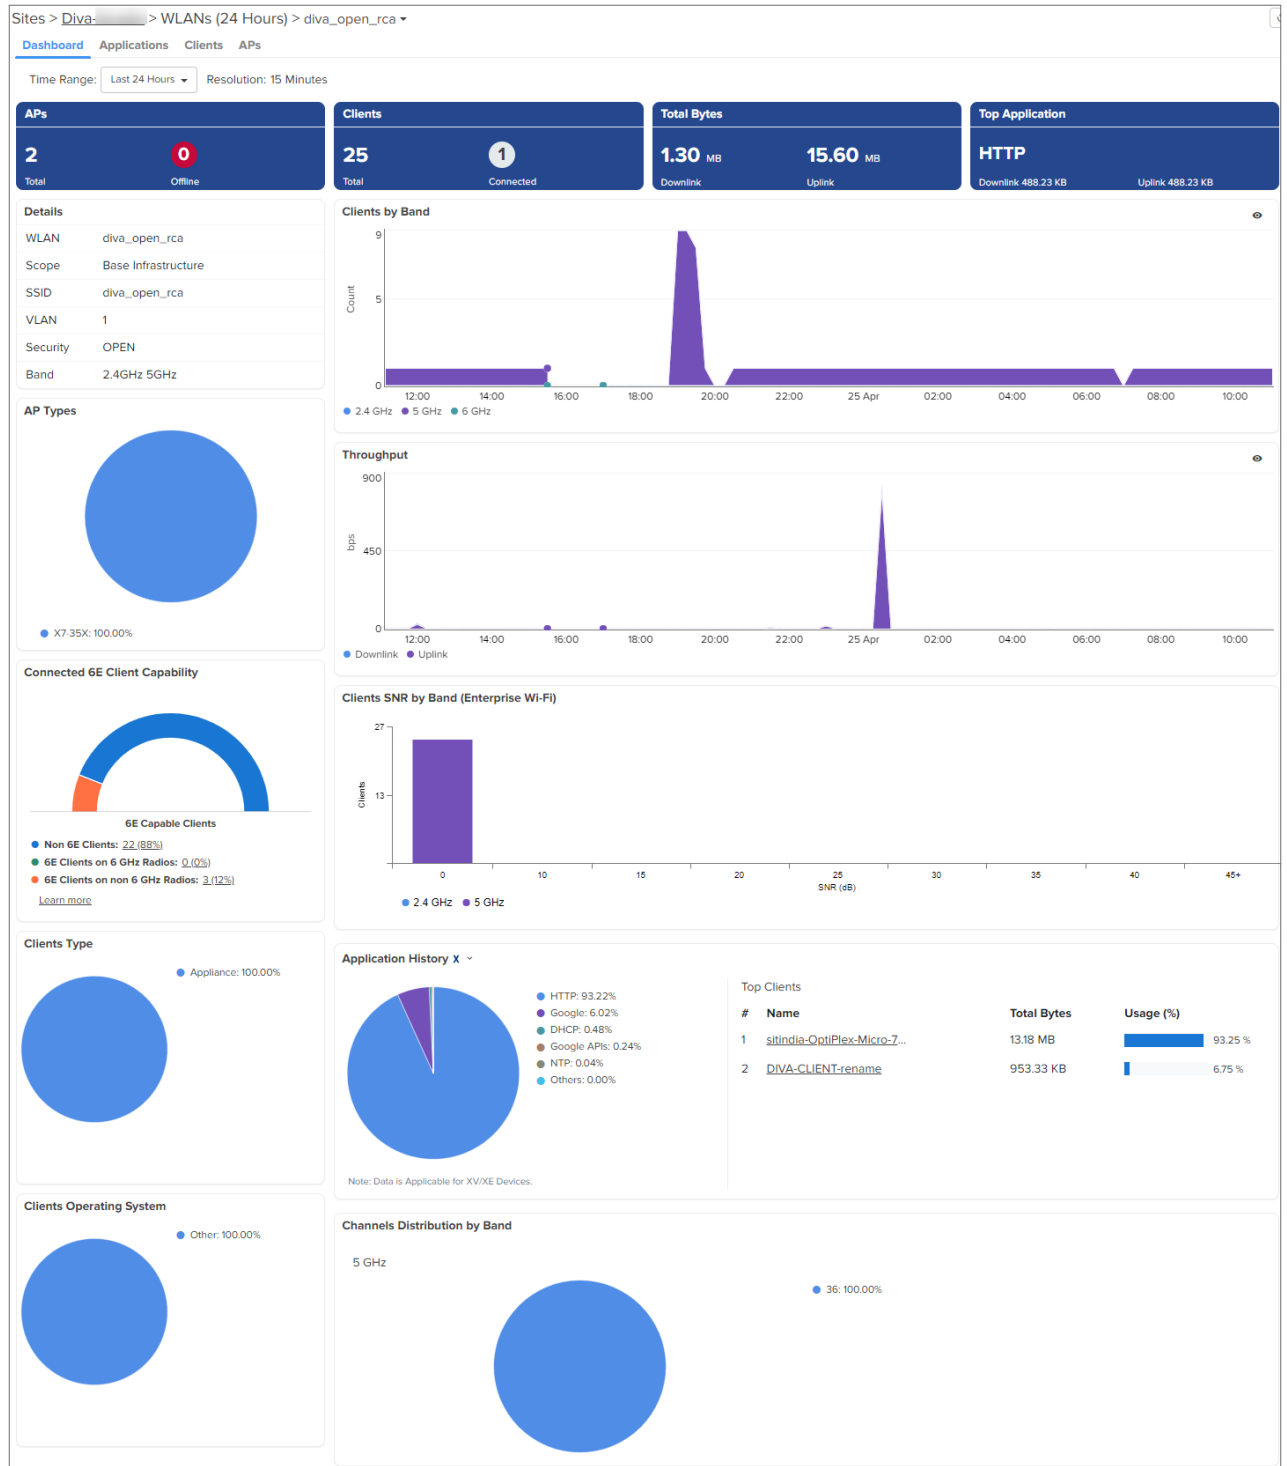 Sites > Diva- > WLANs (24 Hours) > diva_open_rca
Dashboard Applications Clients APs
Time Range: Last 24 Hours Resolution: 15 Minutes
APs
2 0
Total Offline
Clients
25 1
Total Connected
Total Bytes
1.30 MB 15.60 MB
Downlink Uplink
Top Application
HTTP
Downlink 488.23 KB Uplink 488.23 KB
Details
WLAN diva_open_rca
Scope Base Infrastructure
SSID diva_open_rca
VLAN 1
Security OPEN
Band 2.4GHz 5GHz
Clients by Band
9
5
0
Count
12:00 14:00 16:00 18:00 20:00 22:00 25 Apr 02:00 04:00 06:00 08:00 10:00
2.4 GHz 5 GHz 6 GHz
AP Types
X7-35X: 100.00%
Throughput
900
450
0
bps
12:00 14:00 16:00 18:00 20:00 22:00 25 Apr 02:00 04:00 06:00 08:00 10:00
Downlink Uplink
Connected 6E Client Capability
6E Capable Clients
Non 6E Clients: 22 (88%)
6E Clients on 6 GHz Radios: 0 (0%)
6E Clients on non 6 GHz Radios: 3 (12%)
Learn more
Clients SNR by Band (Enterprise Wi-Fi)
27
13
Clients
0 10 15 20 25 30 35 40 45+
SNR (dB)
2.4 GHz 5 GHz
Clients Type
Appliance: 100.00%
Application History X
HTTP: 93.22%
Google: 6.02%
DHCP: 0.48%
Google APIs: 0.24%
NTP: 0.04%
Others: 0.00%
Note: Data is Applicable for XV/XE Devices.
Top Clients
# Name Total Bytes Usage (%)
1 sitindia-OptiPlex-Micro-7... 13.18 MB 93.25 %
2 DIVA-CLIENT-rename 953.33 KB 6.75 %
Clients Operating System
Other: 100.00%
Channels Distribution by Band
5 GHz
36: 100.00%